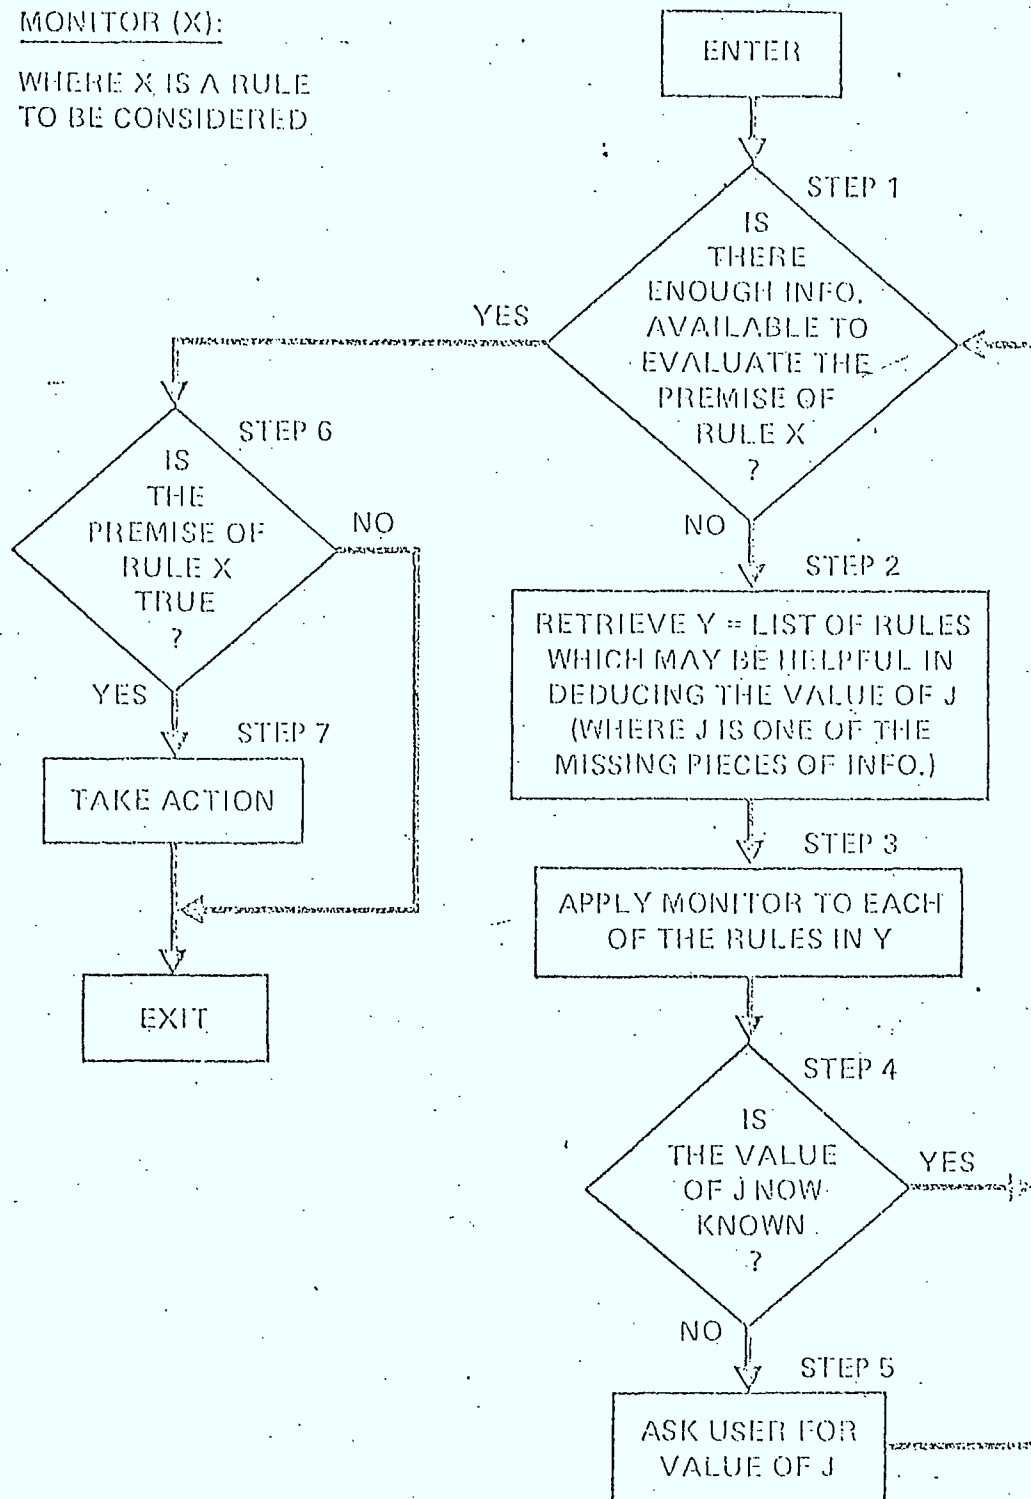 MONITOR (X):
WHERE X IS A RULE
TO BE CONSIDERED
ENTER
STEP 1
IS
THERE
ENOUGH INFO.
AVAILABLE TO
EVALUATE THE
PREMISE OF
RULE X
?
YES
NO
STEP 2
RETRIEVE Y = LIST OF RULES
WHICH MAY BE HELPFUL IN
DEDUCING THE VALUE OF J
(WHERE J IS ONE OF THE
MISSING PIECES OF INFO.)
STEP 3
APPLY MONITOR TO EACH
OF THE RULES IN Y
STEP 4
IS
THE VALUE
OF J NOW
KNOWN
?
YES
NO
STEP 5
ASK USER FOR
VALUE OF J
STEP 6
IS
THE
PREMISE OF
RULE X
TRUE
?
NO
YES
STEP 7
TAKE ACTION
EXIT